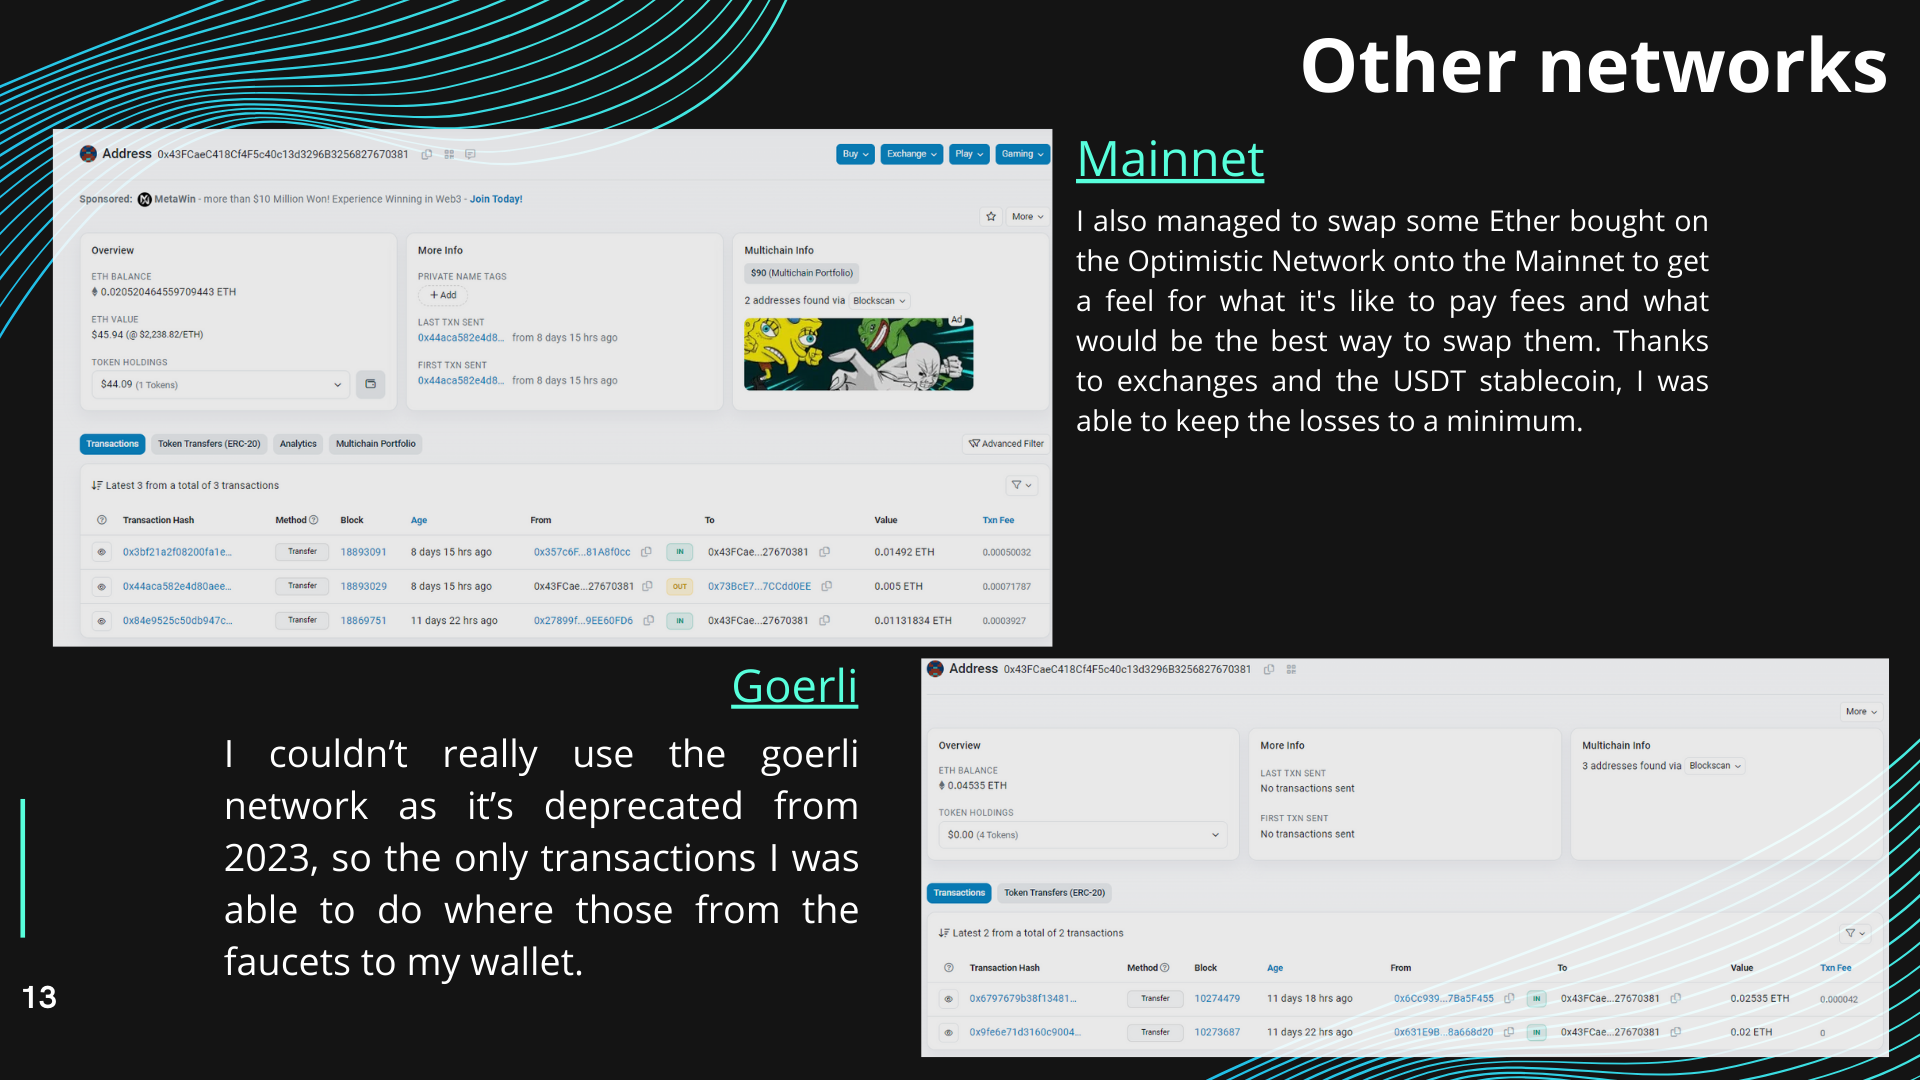 Other networks
Address 0x43FCaeC418Cf4F5c40c13d3296B3256827670381
Buy Exchange Play Gaming
Sponsored: MetaWin - more than $10 Million Won! Experience Winning in Web3 - Join Today!
More
Overview
ETH BALANCE
0.020520464559709443 ETH
ETH VALUE
$45.94 (@ $2,238.82/ETH)
TOKEN HOLDINGS
$44.09 (1 Tokens)
More Info
PRIVATE NAME TAGS
+ Add
LAST TXN SENT
0x44aca582e4d8... from 8 days 15 hrs ago
FIRST TXN SENT
0x44aca582e4d8... from 8 days 15 hrs ago
Multichain Info
$90 (Multichain Portfolio)
2 addresses found via Blockscan
Ad
Transactions Token Transfers (ERC-20) Analytics Multichain Portfolio Advanced Filter
Latest 3 from a total of 3 transactions
Transaction Hash Method Block Age From To Value Txn Fee
0x3bf21a2f08200fa1e... Transfer 18893091 8 days 15 hrs ago 0x357c6F...81A8f0cc IN 0x43FCae...27670381 0.01492 ETH 0.00050032
0x44aca582e4d80aee... Transfer 18893029 8 days 15 hrs ago 0x43FCae...27670381 OUT 0x73BcE7...7CCdd0EE 0.005 ETH 0.00071787
0x84e9525c50db947c... Transfer 18869751 11 days 22 hrs ago 0x27899f...9EE60FD6 IN 0x43FCae...27670381 0.01131834 ETH 0.0003927
Mainnet
I also managed to swap some Ether bought on
the Optimistic Network onto the Mainnet to get
a feel for what it's like to pay fees and what
would be the best way to swap them. Thanks
to exchanges and the USDT stablecoin, I was
able to keep the losses to a minimum.
Goerli
I couldn’t really use the goerli
network as it’s deprecated from
2023, so the only transactions I was
able to do where those from the
faucets to my wallet.
13
Address 0x43FCaeC418Cf4F5c40c13d3296B3256827670381
More
Overview
ETH BALANCE
0.04535 ETH
TOKEN HOLDINGS
$0.00 (4 Tokens)
More Info
LAST TXN SENT
No transactions sent
FIRST TXN SENT
No transactions sent
Multichain Info
3 addresses found via Blockscan
Transactions Token Transfers (ERC-20)
Latest 2 from a total of 2 transactions
Transaction Hash Method Block Age From To Value Txn Fee
0x6797679b38f13481... Transfer 10274479 11 days 18 hrs ago 0x6Cc939...7Ba5F455 IN 0x43FCae...27670381 0.02535 ETH 0.000042
0x9fe6e71d3160c9004... Transfer 10273687 11 days 22 hrs ago 0x631E9B...8a668d20 IN 0x43FCae...27670381 0.02 ETH 0